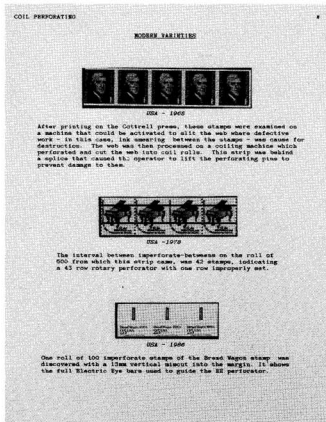 COIL PERFORATING #
MODERN VARIETIES
USA - 1965
After printing on the Cottrell press, these stamps were examined on
a machine that could be activated to slit the web where defective
work - in this case, ink smearing between the stamps - was cause for
destruction. The web was then processed on a coiling machine which
perforated and cut the web into coil rolls. This strip was behind
a splice that caused the operator to lift the perforating pins to
prevent damage to them.
USA -1978
The interval between imperforate-betweens on the roll of
500 from which this strip came, was 42 stamps, indicating
a 43 row rotary perforator with one row improperly set.
USA - 1986
One roll of 100 imperforate stamps of the Bread Wagon stamp was
discovered with a 13mm vertical miscut into the margin. It shows
the full Electric Eye bars used to guide the EE perforator.